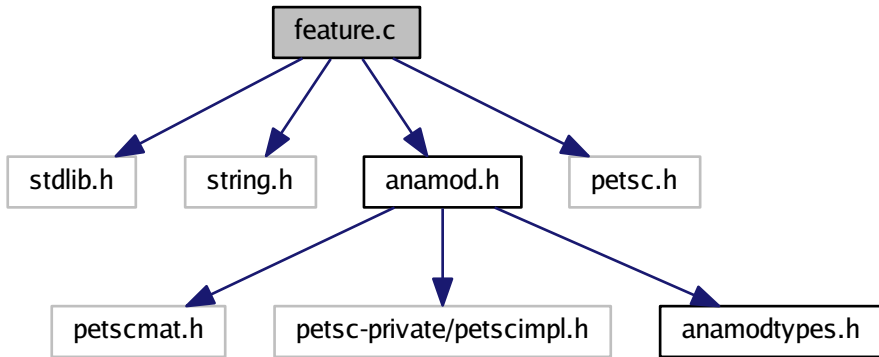 feature.c
stdlib.h
string.h
anamod.h
petsc.h
petscmat.h
petsc-private/petscimpl.h
anamodtypes.h